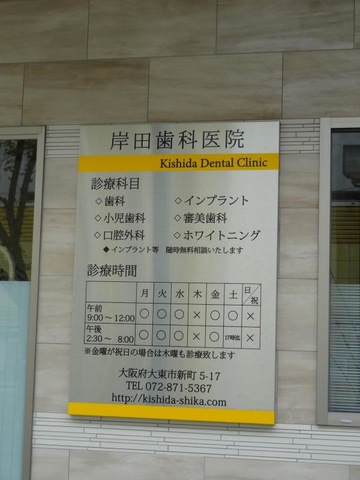 岸田歯科医院
Kishida Dental Clinic
診療科目
◇歯科 ◇インプラント
◇小児歯科 ◇審美歯科
◇口腔外科 ◇ホワイトニング
◆インプラント等 随時無料相談いたします
診療時間
月 火 水 木 金 土 日/祝
午前 9:00～12:00 ○ ○ ○ × ○ ○ ×
午後 2:30～ 8:00 ○ ○ ○ × ○ 17時迄 ×
※金曜が祝日の場合は木曜も診療致します
大阪府大東市新町 5-17
TEL 072-871-5367
http://kishida-shika.com